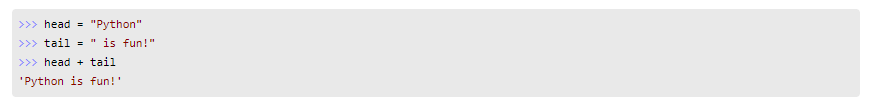 >>> head = "Python"
>>> tail = " is fun!"
>>> head + tail
'Python is fun!'